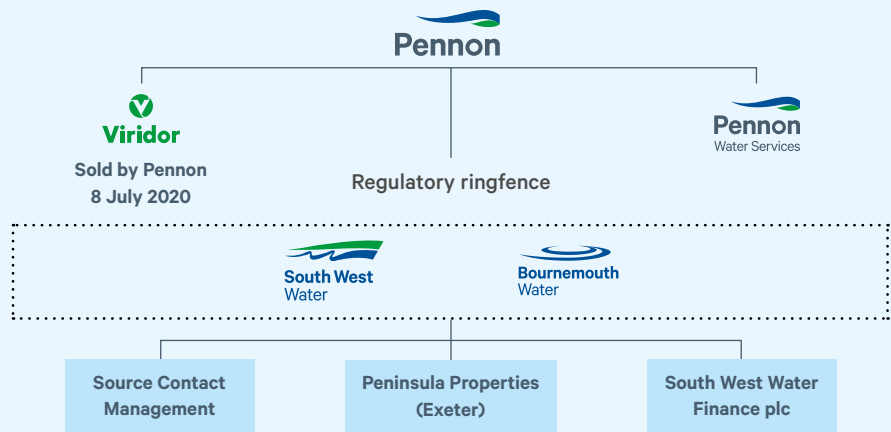 Pennon
Viridor
Sold by Pennon
8 July 2020
Pennon
Water Services
Regulatory ringfence
South West
Water
Bournemouth
Water
Source Contact
Management
Peninsula Properties
(Exeter)
South West Water
Finance plc